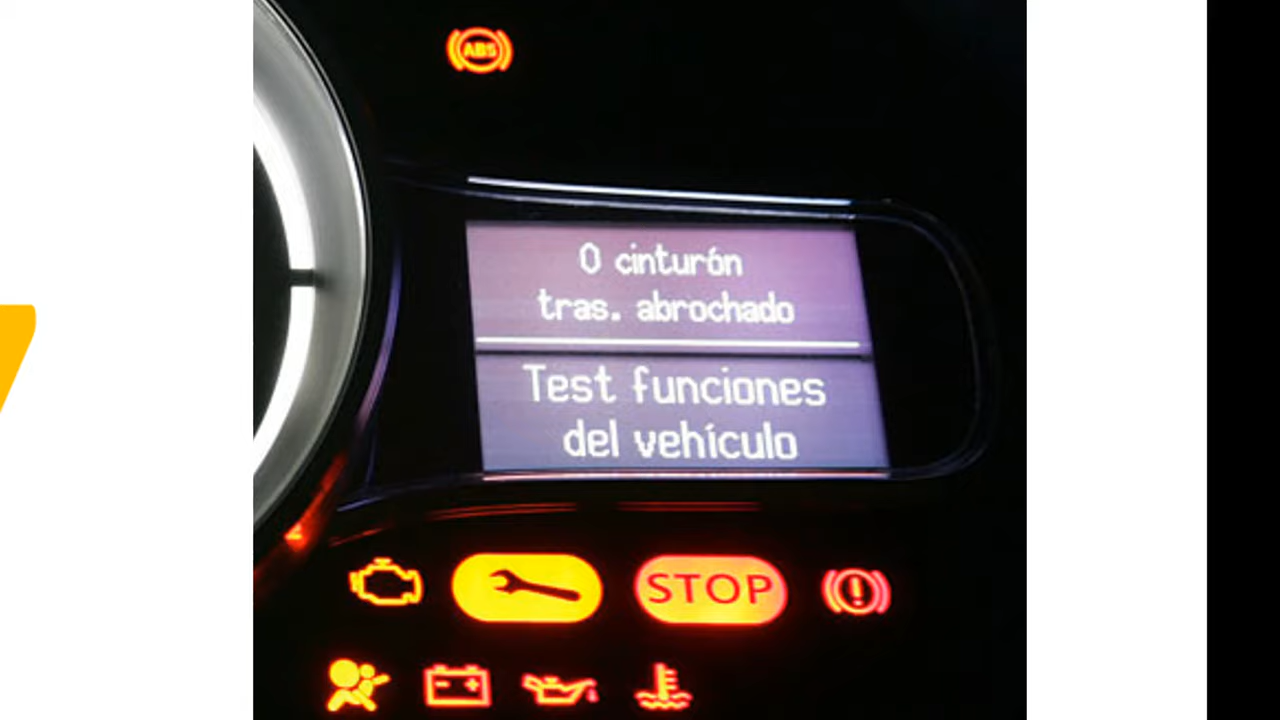 ABS
0 cinturón
tras. abrochado
Test funciones
del vehículo
STOP